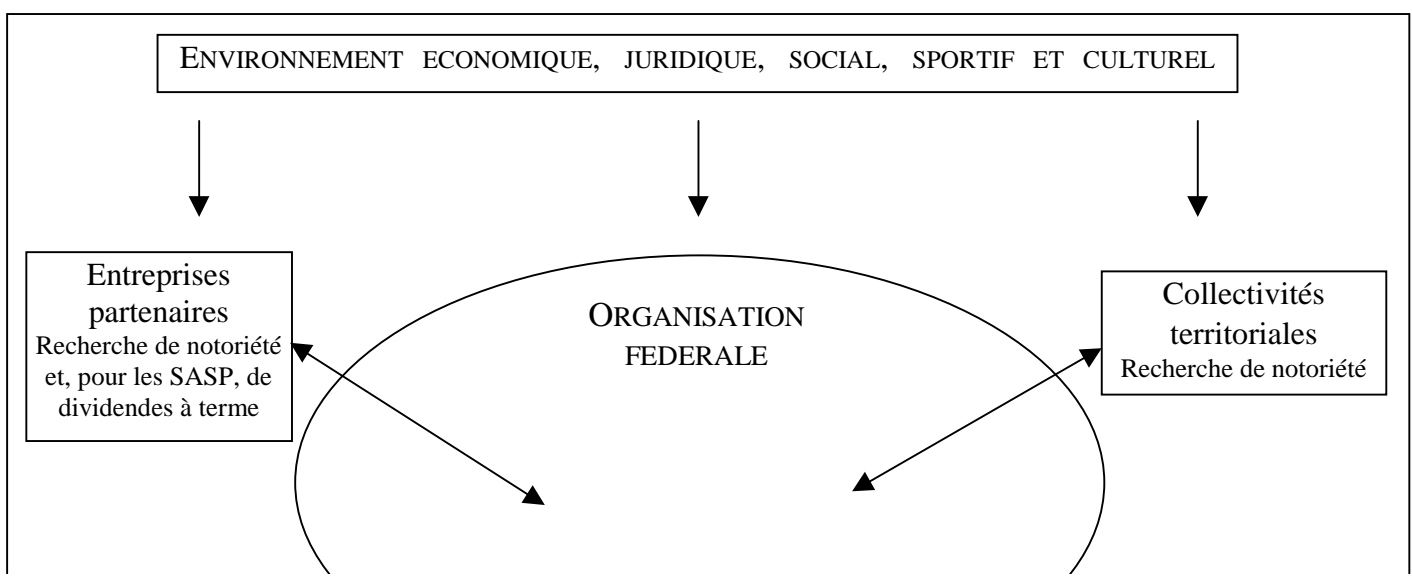 ENVIRONNEMENT ECONOMIQUE, JURIDIQUE, SOCIAL, SPORTIF ET CULTUREL
Entreprises
partenaires
Recherche de notoriété
et, pour les SASP, de
dividendes à terme
ORGANISATION
FEDERALE
Collectivités
territoriales
Recherche de notoriété